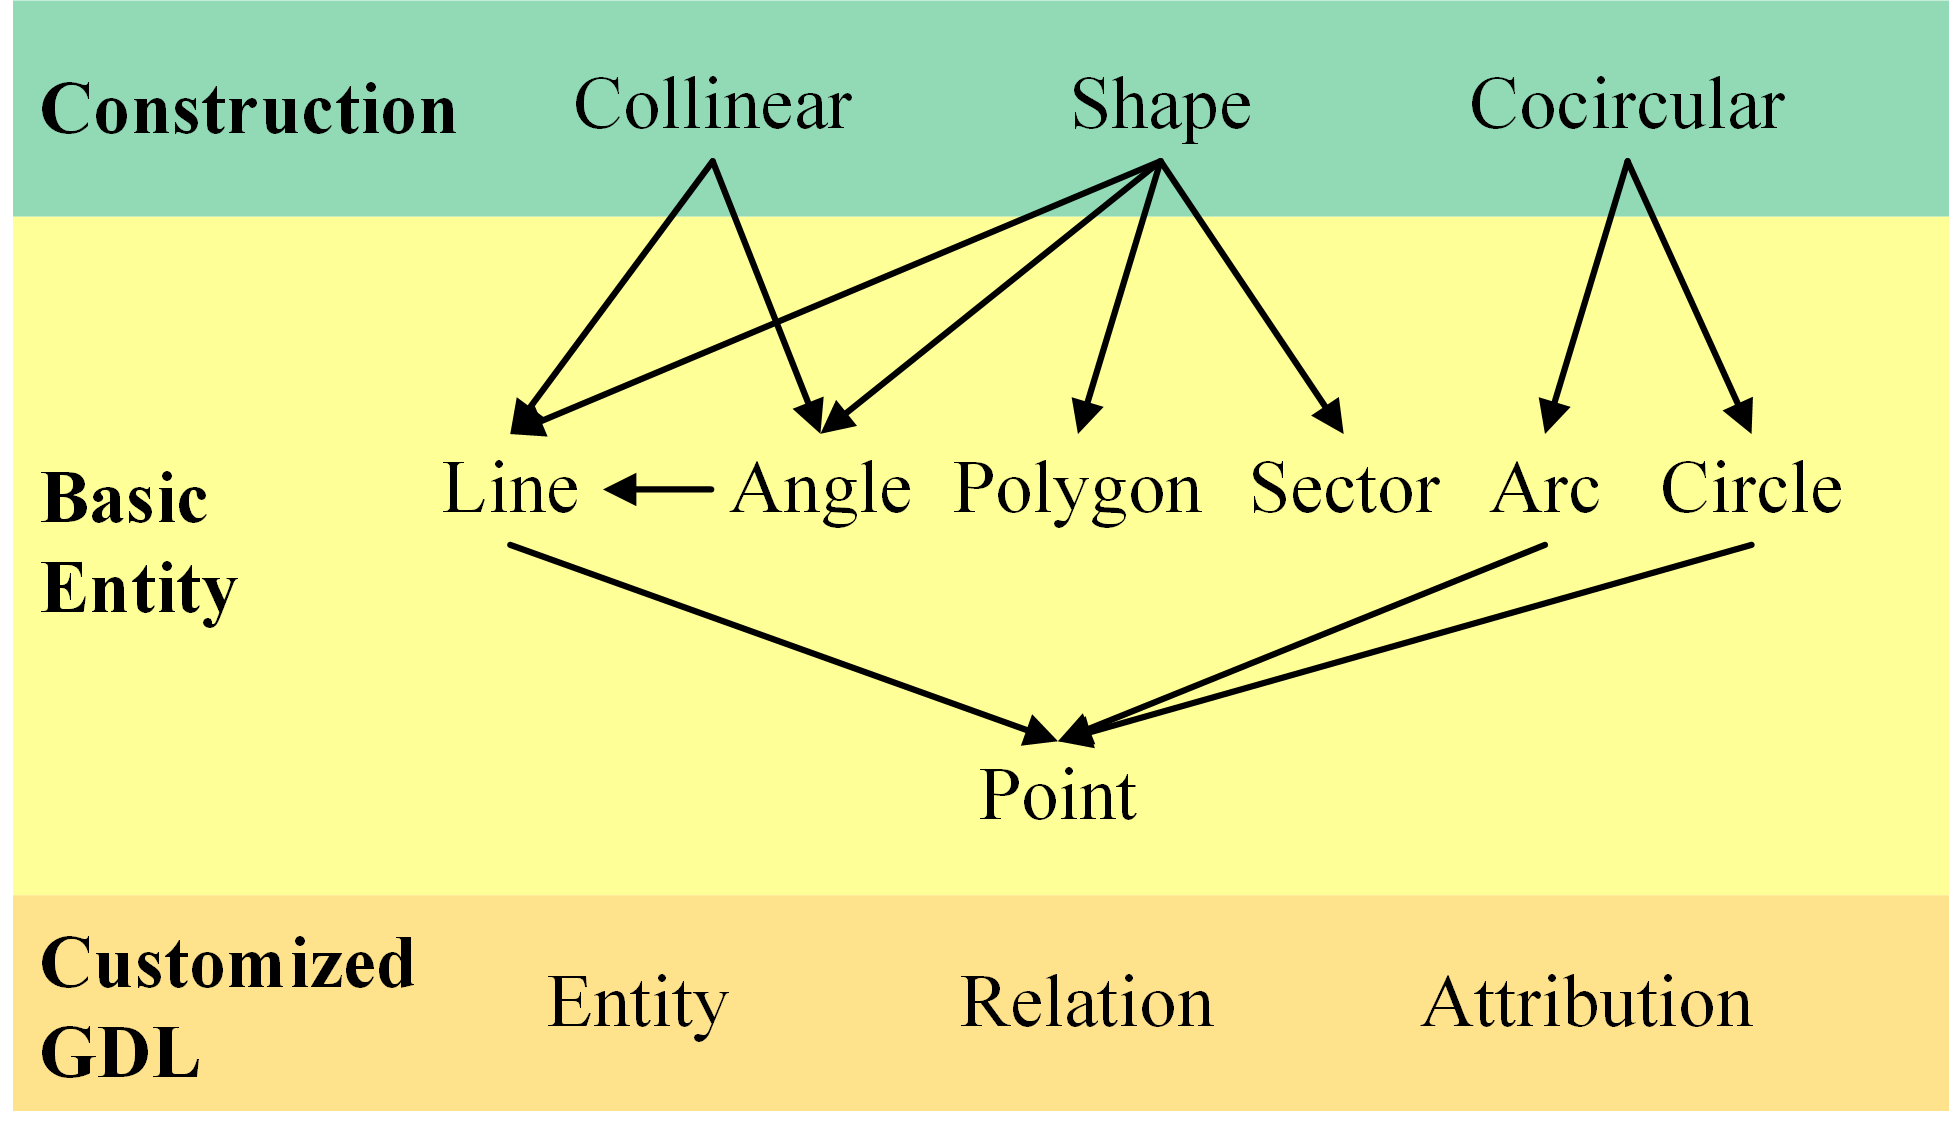 Construction
Collinear
Shape
Cocircular
Basic
Entity
Line
Angle
Polygon
Sector
Arc
Circle
Point
Customized
GDL
Entity
Relation
Attribution